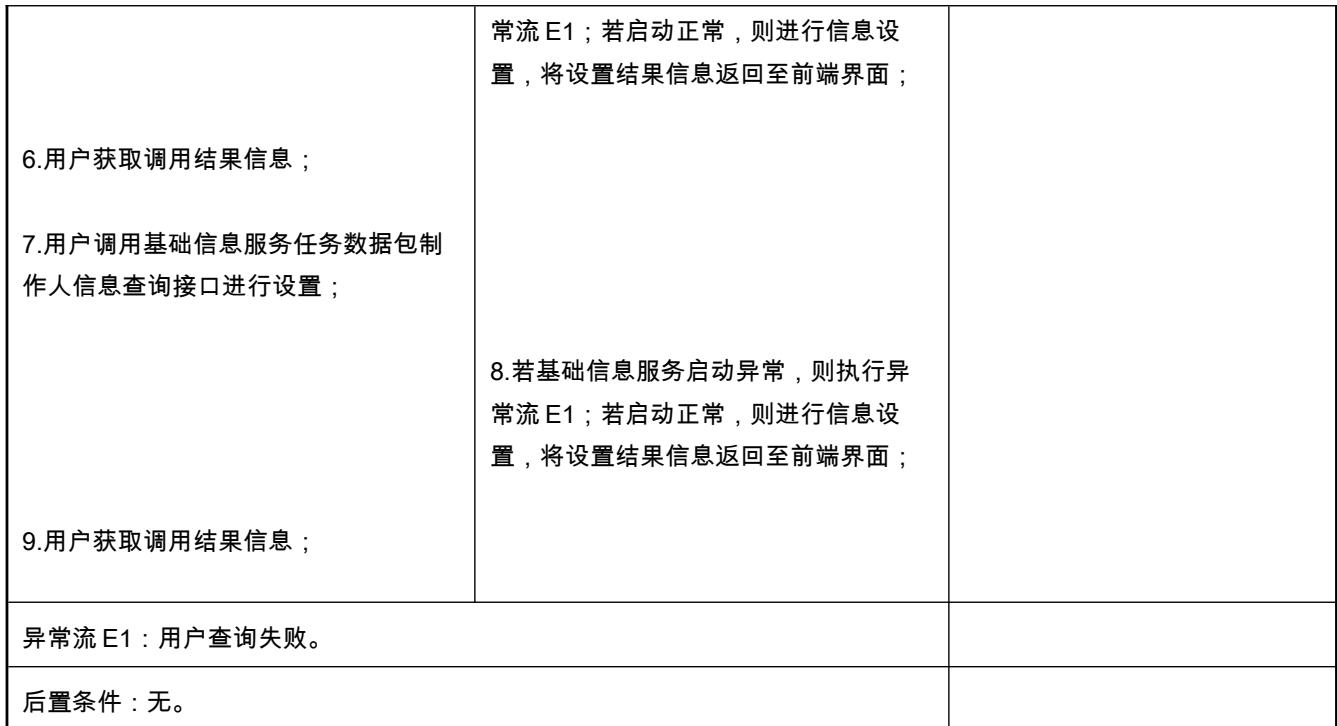 常流 E1；若启动正常，则进行信息设
置，将设置结果信息返回至前端界面；
6.用户获取调用结果信息；
7.用户调用基础信息服务任务数据包制
作人信息查询接口进行设置；
8.若基础信息服务启动异常，则执行异
常流 E1；若启动正常，则进行信息设
置，将设置结果信息返回至前端界面；
9.用户获取调用结果信息；
异常流 E1：用户查询失败。
后置条件：无。